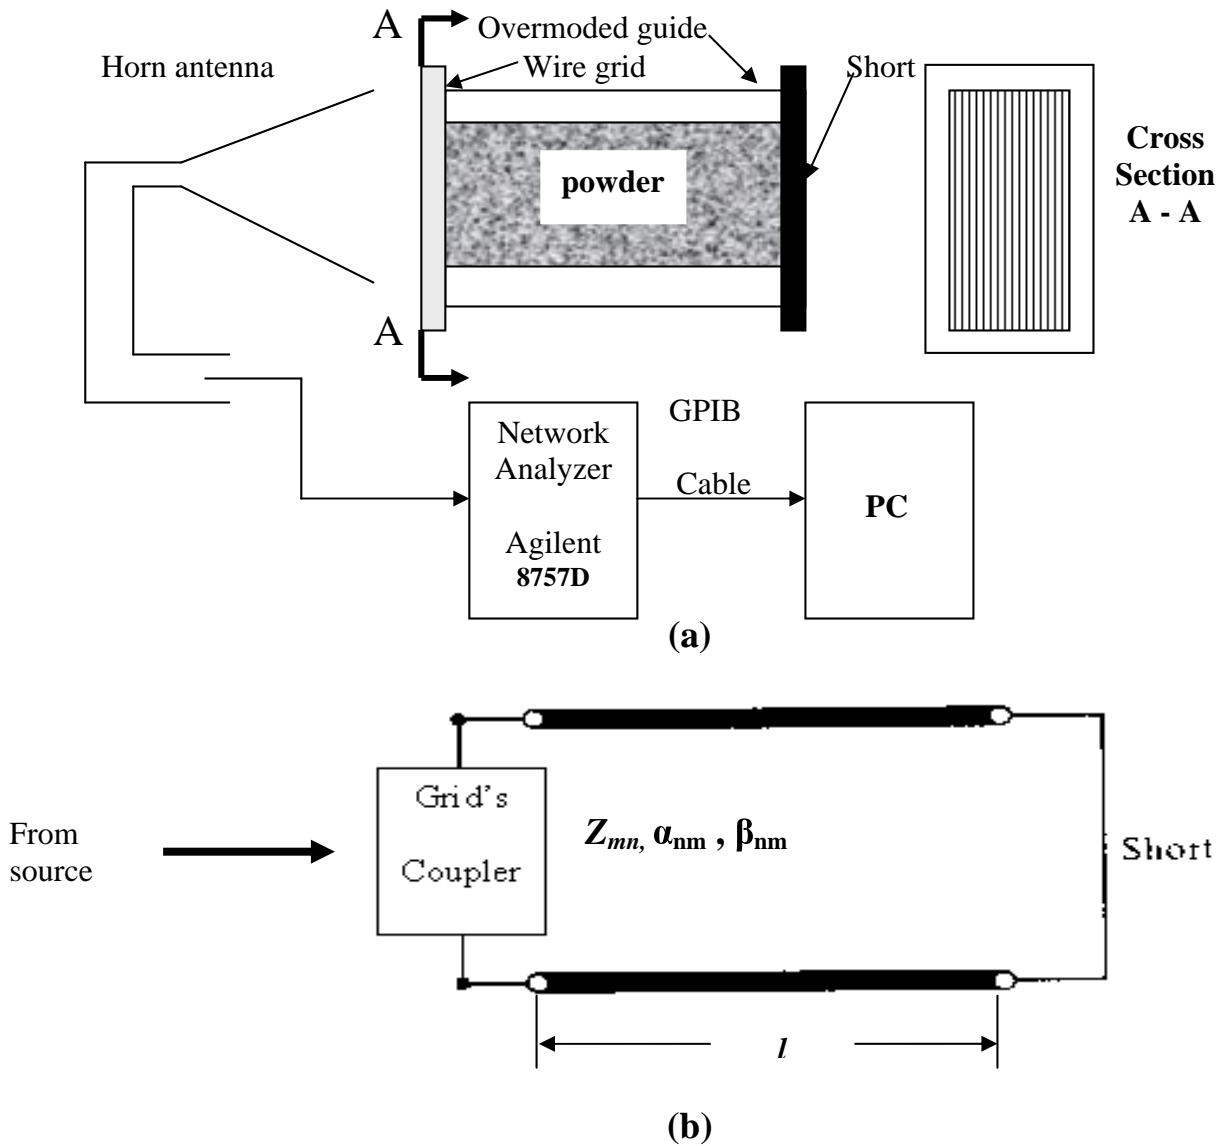 A
Overmoded guide
Horn antenna
Wire grid
Short
powder
Cross
Section
A - A
A
Network
Analyzer
Agilent
8757D
GPIB
Cable
PC
(a)
From
source
Grid's
Coupler
Zmn, αnm , βnm
Short
l
(b)